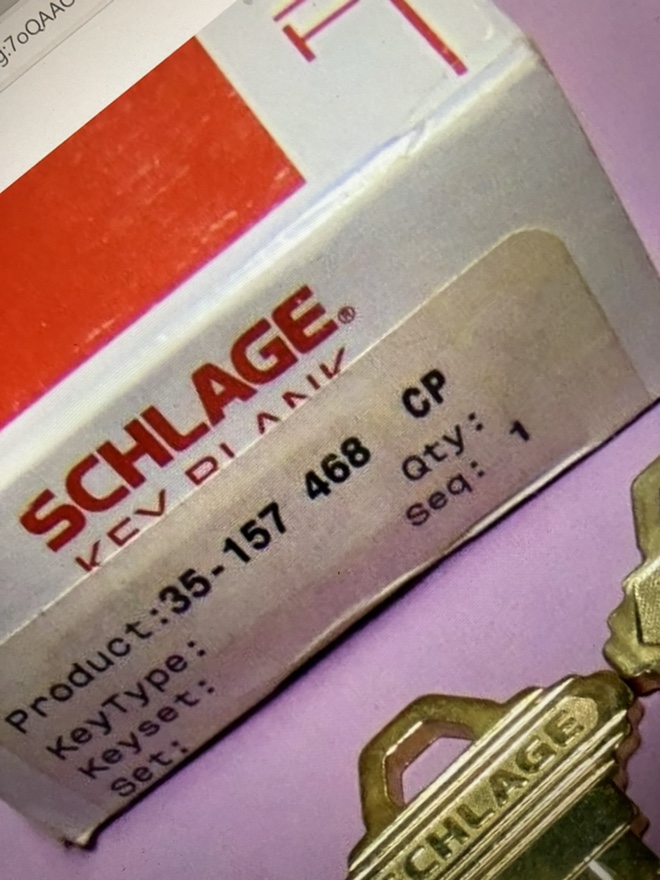 SCHLAGE®
KEY BLANK
Product:35-157 468 CP
KeyType: Qty:
Keyset: Seq: 1
Set:
SCHLAGE